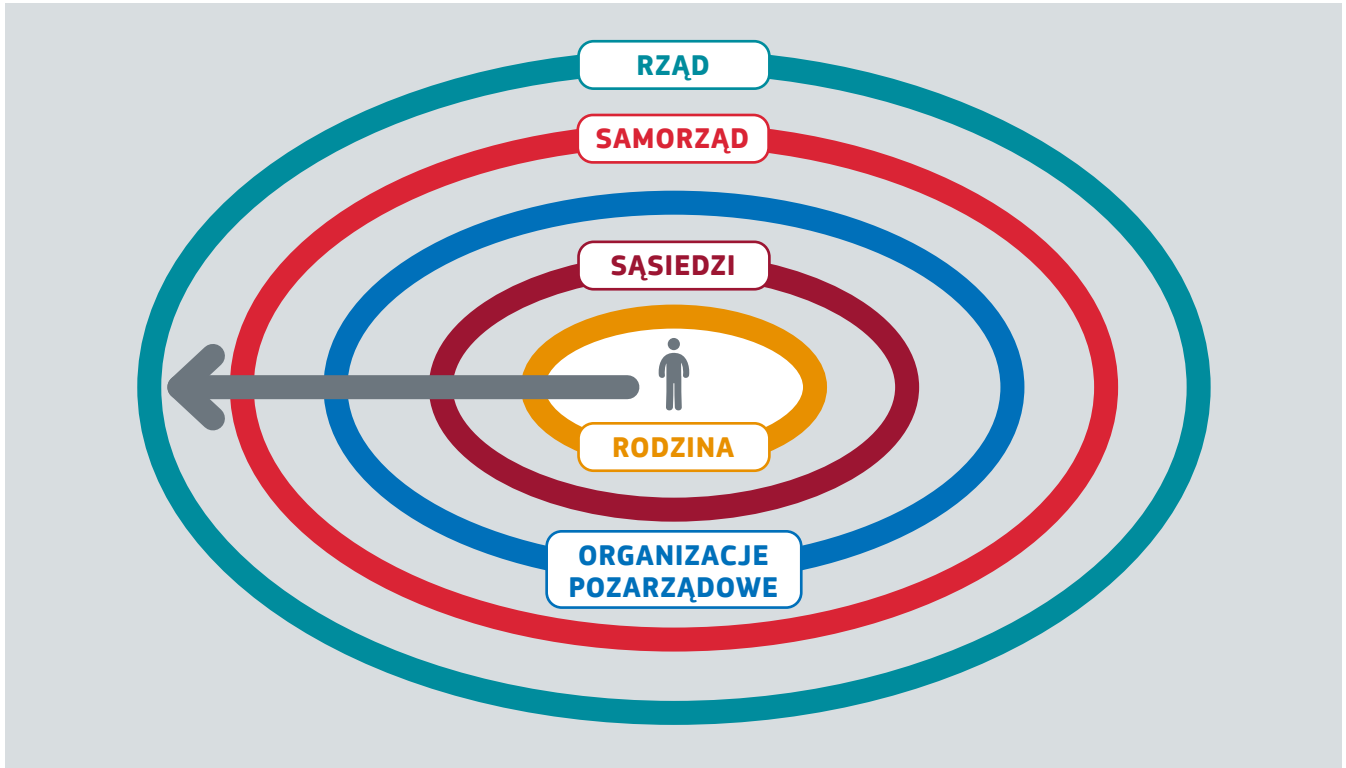 RZĄD
SAMORZĄD
SĄSIEDZI
RODZINA
ORGANIZACJE
POZARZĄDOWE